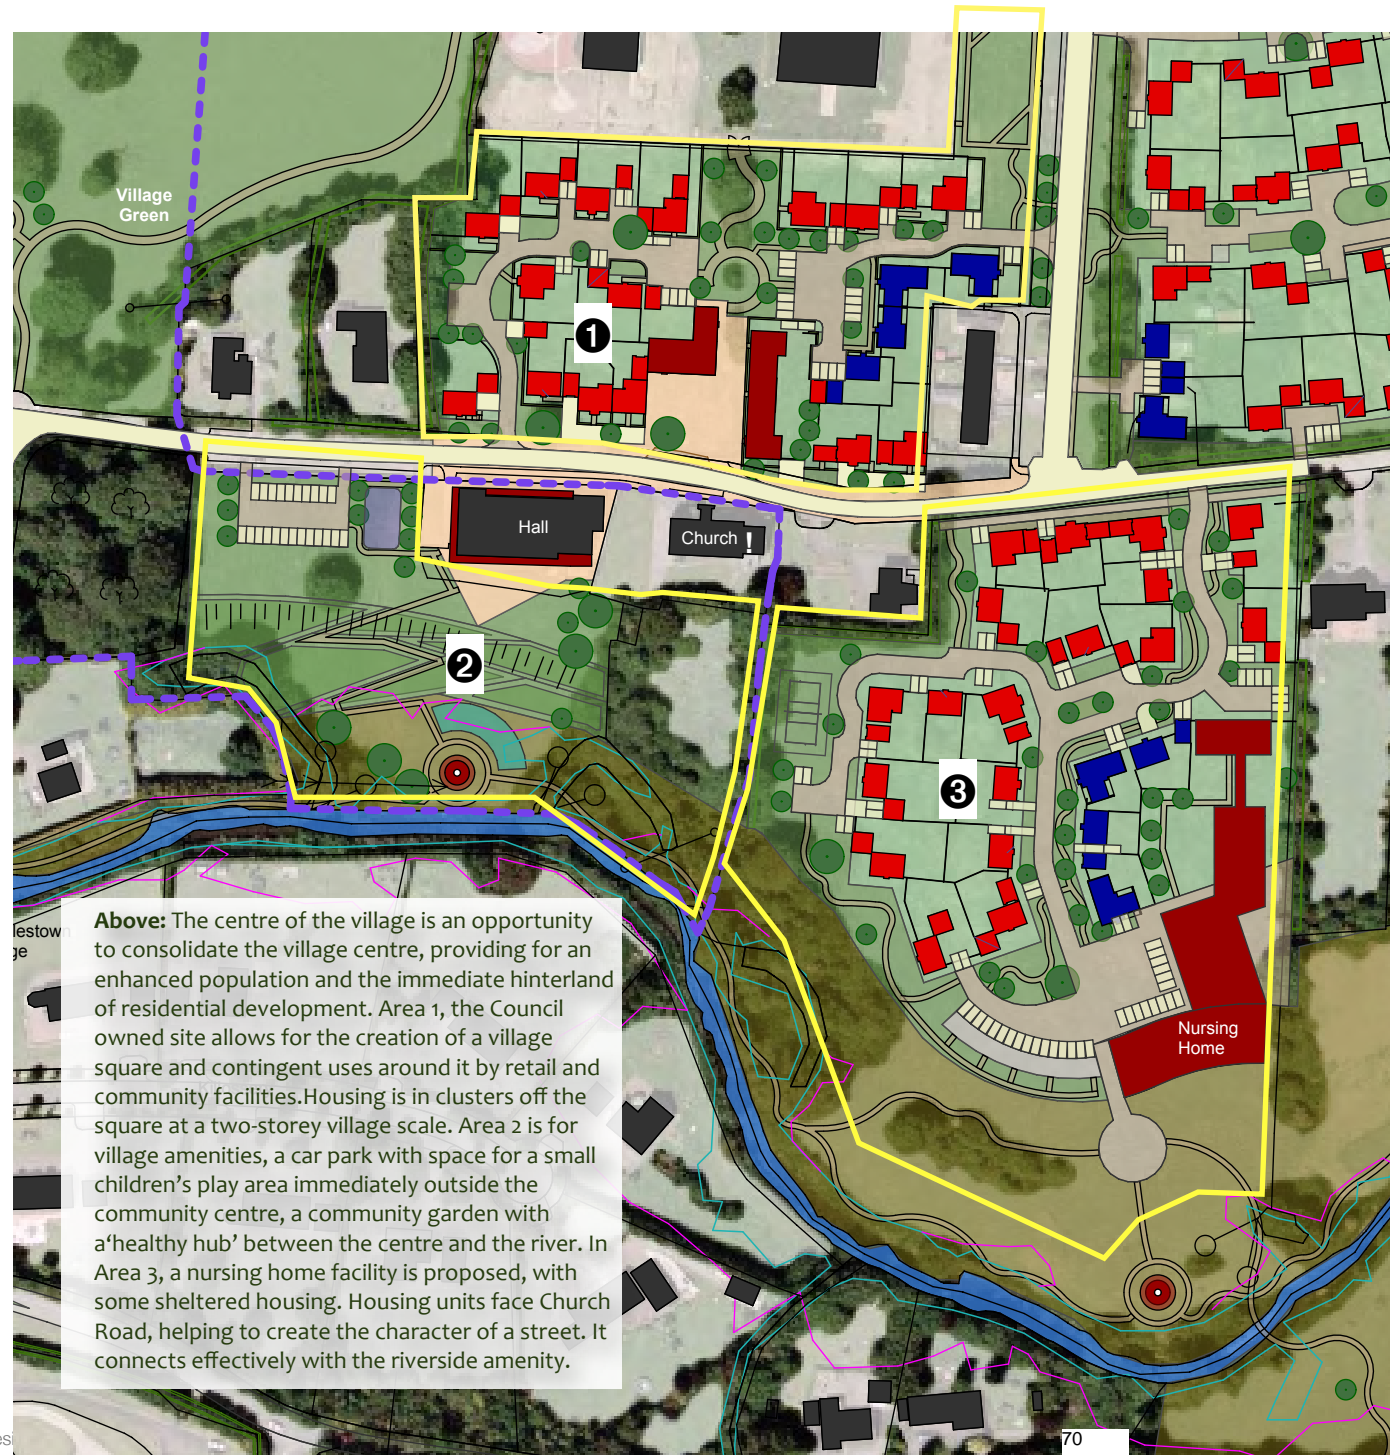 Village
Green
❶
Hall
Church !
❷
❸
Nursing
Home
lestown
ge
Above: The centre of the village is an opportunity
to consolidate the village centre, providing for an
enhanced population and the immediate hinterland
of residential development. Area 1, the Council
owned site allows for the creation of a village
square and contingent uses around it by retail and
community facilities.Housing is in clusters off the
square at a two-storey village scale. Area 2 is for
village amenities, a car park with space for a small
children's play area immediately outside the
community centre, a community garden with
a'healthy hub' between the centre and the river. In
Area 3, a nursing home facility is proposed, with
some sheltered housing. Housing units face Church
Road, helping to create the character of a street. It
connects effectively with the riverside amenity.
esi
70